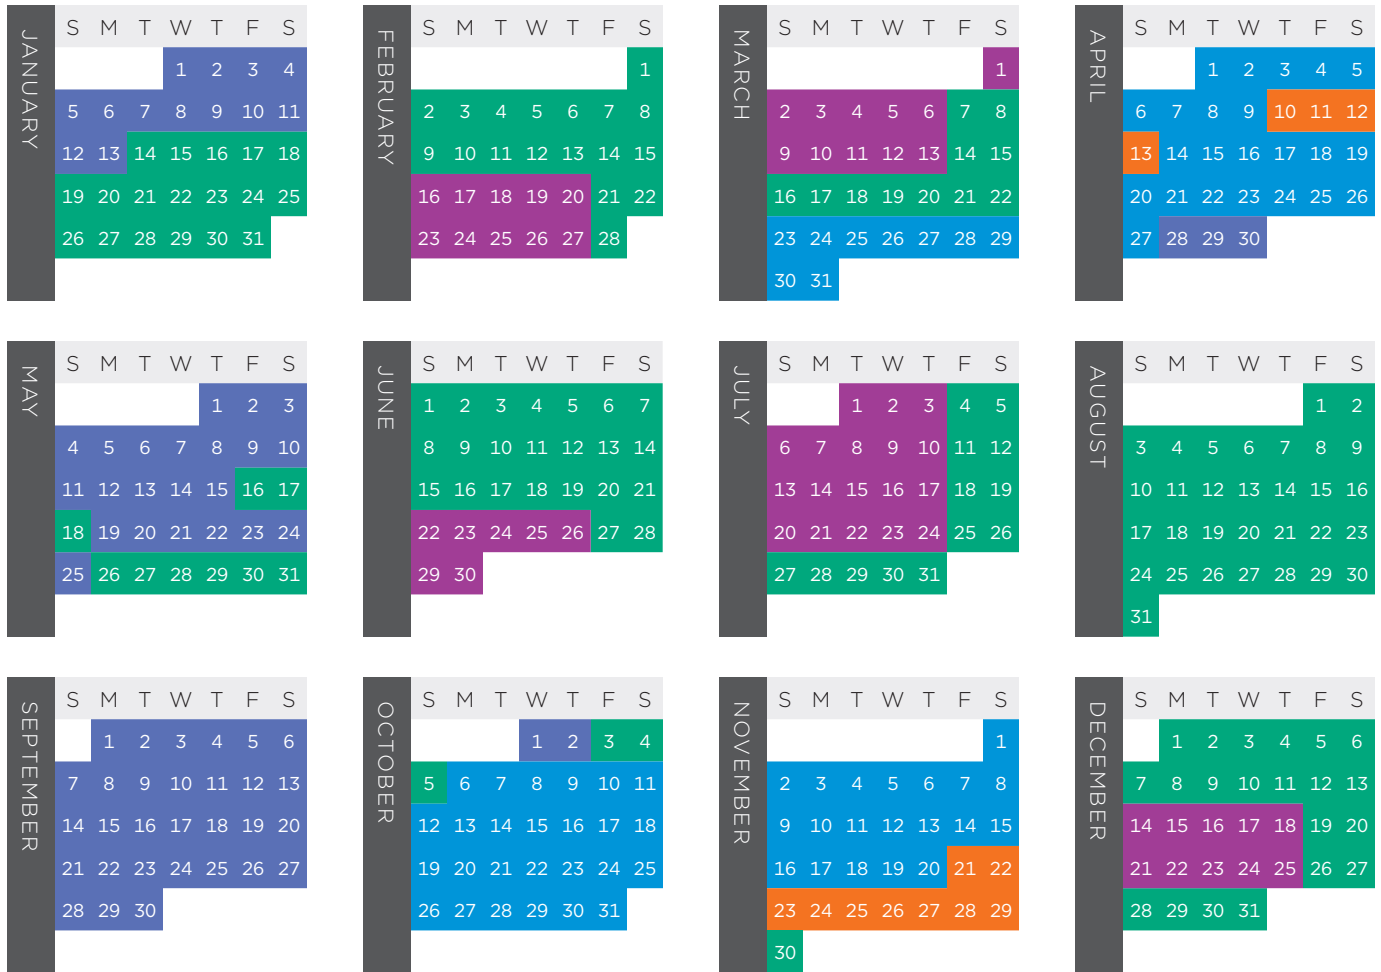 JANUARY
S M T W T F S
1 2 3 4
5 6 7 8 9 10 11
12 13 14 15 16 17 18
19 20 21 22 23 24 25
26 27 28 29 30 31
FEBRUARY
S M T W T F S
1
2 3 4 5 6 7 8
9 10 11 12 13 14 15
16 17 18 19 20 21 22
23 24 25 26 27 28
MARCH
S M T W T F S
1
2 3 4 5 6 7 8
9 10 11 12 13 14 15
16 17 18 19 20 21 22
23 24 25 26 27 28 29
30 31
APRIL
S M T W T F S
1 2 3 4 5
6 7 8 9 10 11 12
13 14 15 16 17 18 19
20 21 22 23 24 25 26
27 28 29 30
MAY
S M T W T F S
1 2 3
4 5 6 7 8 9 10
11 12 13 14 15 16 17
18 19 20 21 22 23 24
25 26 27 28 29 30 31
JUNE
S M T W T F S
1 2 3 4 5 6 7
8 9 10 11 12 13 14
15 16 17 18 19 20 21
22 23 24 25 26 27 28
29 30
JULY
S M T W T F S
1 2 3 4 5
6 7 8 9 10 11 12
13 14 15 16 17 18 19
20 21 22 23 24 25 26
27 28 29 30 31
AUGUST
S M T W T F S
1 2
3 4 5 6 7 8 9
10 11 12 13 14 15 16
17 18 19 20 21 22 23
24 25 26 27 28 29 30
31
SEPTEMBER
S M T W T F S
1 2 3 4 5 6
7 8 9 10 11 12 13
14 15 16 17 18 19 20
21 22 23 24 25 26 27
28 29 30
OCTOBER
S M T W T F S
1 2 3 4
5 6 7 8 9 10 11
12 13 14 15 16 17 18
19 20 21 22 23 24 25
26 27 28 29 30 31
NOVEMBER
S M T W T F S
1
2 3 4 5 6 7 8
9 10 11 12 13 14 15
16 17 18 19 20 21 22
23 24 25 26 27 28 29
30
DECEMBER
S M T W T F S
1 2 3 4 5 6
7 8 9 10 11 12 13
14 15 16 17 18 19 20
21 22 23 24 25 26 27
28 29 30 31